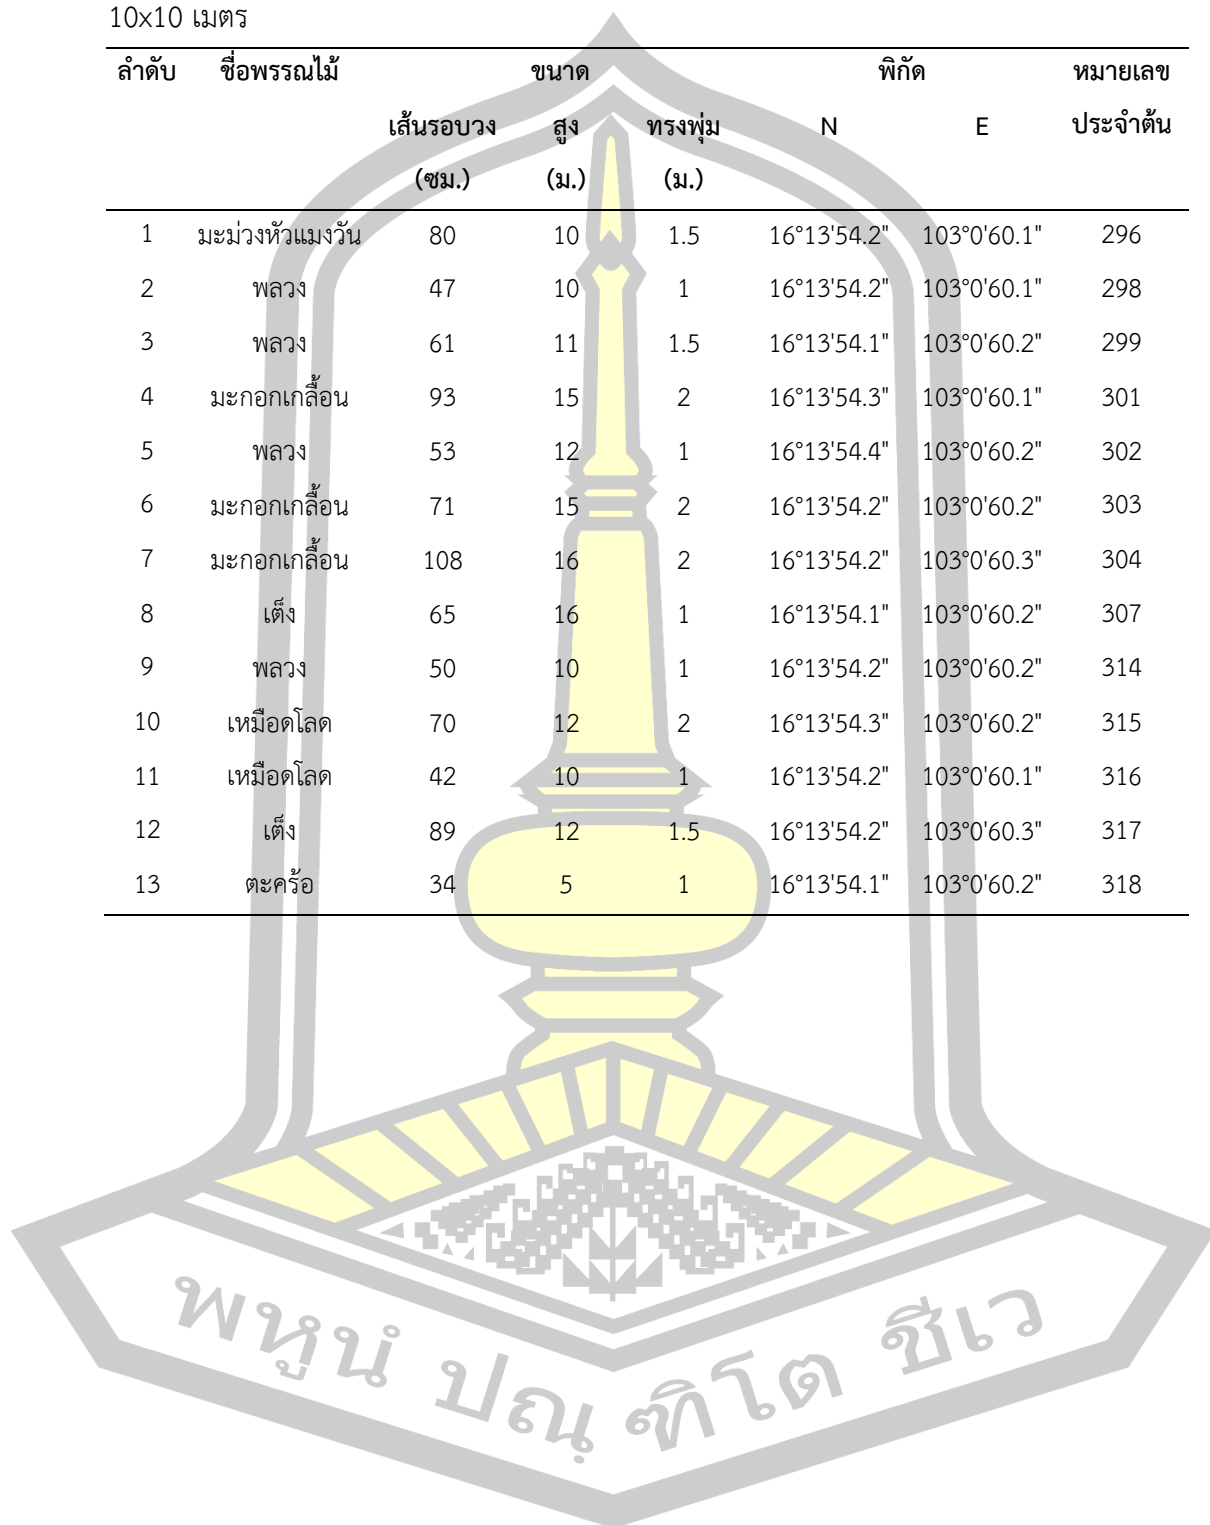 10x10 เมตร
ลำดับ ชื่อพรรณไม้ ขนาด พิกัด หมายเลข
เส้นรอบวง สูง ทรงพุ่ม N E ประจำต้น
(ซม.) (ม.) (ม.)
1 มะม่วงหัวแมงวัน 80 10 1.5 16°13'54.2" 103°0'60.1" 296
2 พลวง 47 10 1 16°13'54.2" 103°0'60.1" 298
3 พลวง 61 11 1.5 16°13'54.1" 103°0'60.2" 299
4 มะกอกเกลื้อน 93 15 2 16°13'54.3" 103°0'60.1" 301
5 พลวง 53 12 1 16°13'54.4" 103°0'60.2" 302
6 มะกอกเกลื้อน 71 15 2 16°13'54.2" 103°0'60.2" 303
7 มะกอกเกลื้อน 108 16 2 16°13'54.2" 103°0'60.3" 304
8 เต็ง 65 16 1 16°13'54.1" 103°0'60.2" 307
9 พลวง 50 10 1 16°13'54.2" 103°0'60.2" 314
10 เหมือดโลด 70 12 2 16°13'54.3" 103°0'60.2" 315
11 เหมือดโลด 42 10 1 16°13'54.2" 103°0'60.1" 316
12 เต็ง 89 12 1.5 16°13'54.2" 103°0'60.3" 317
13 ตะคร้อ 34 5 1 16°13'54.1" 103°0'60.2" 318
พหูนํ ปณฺฑิโต ชีเว